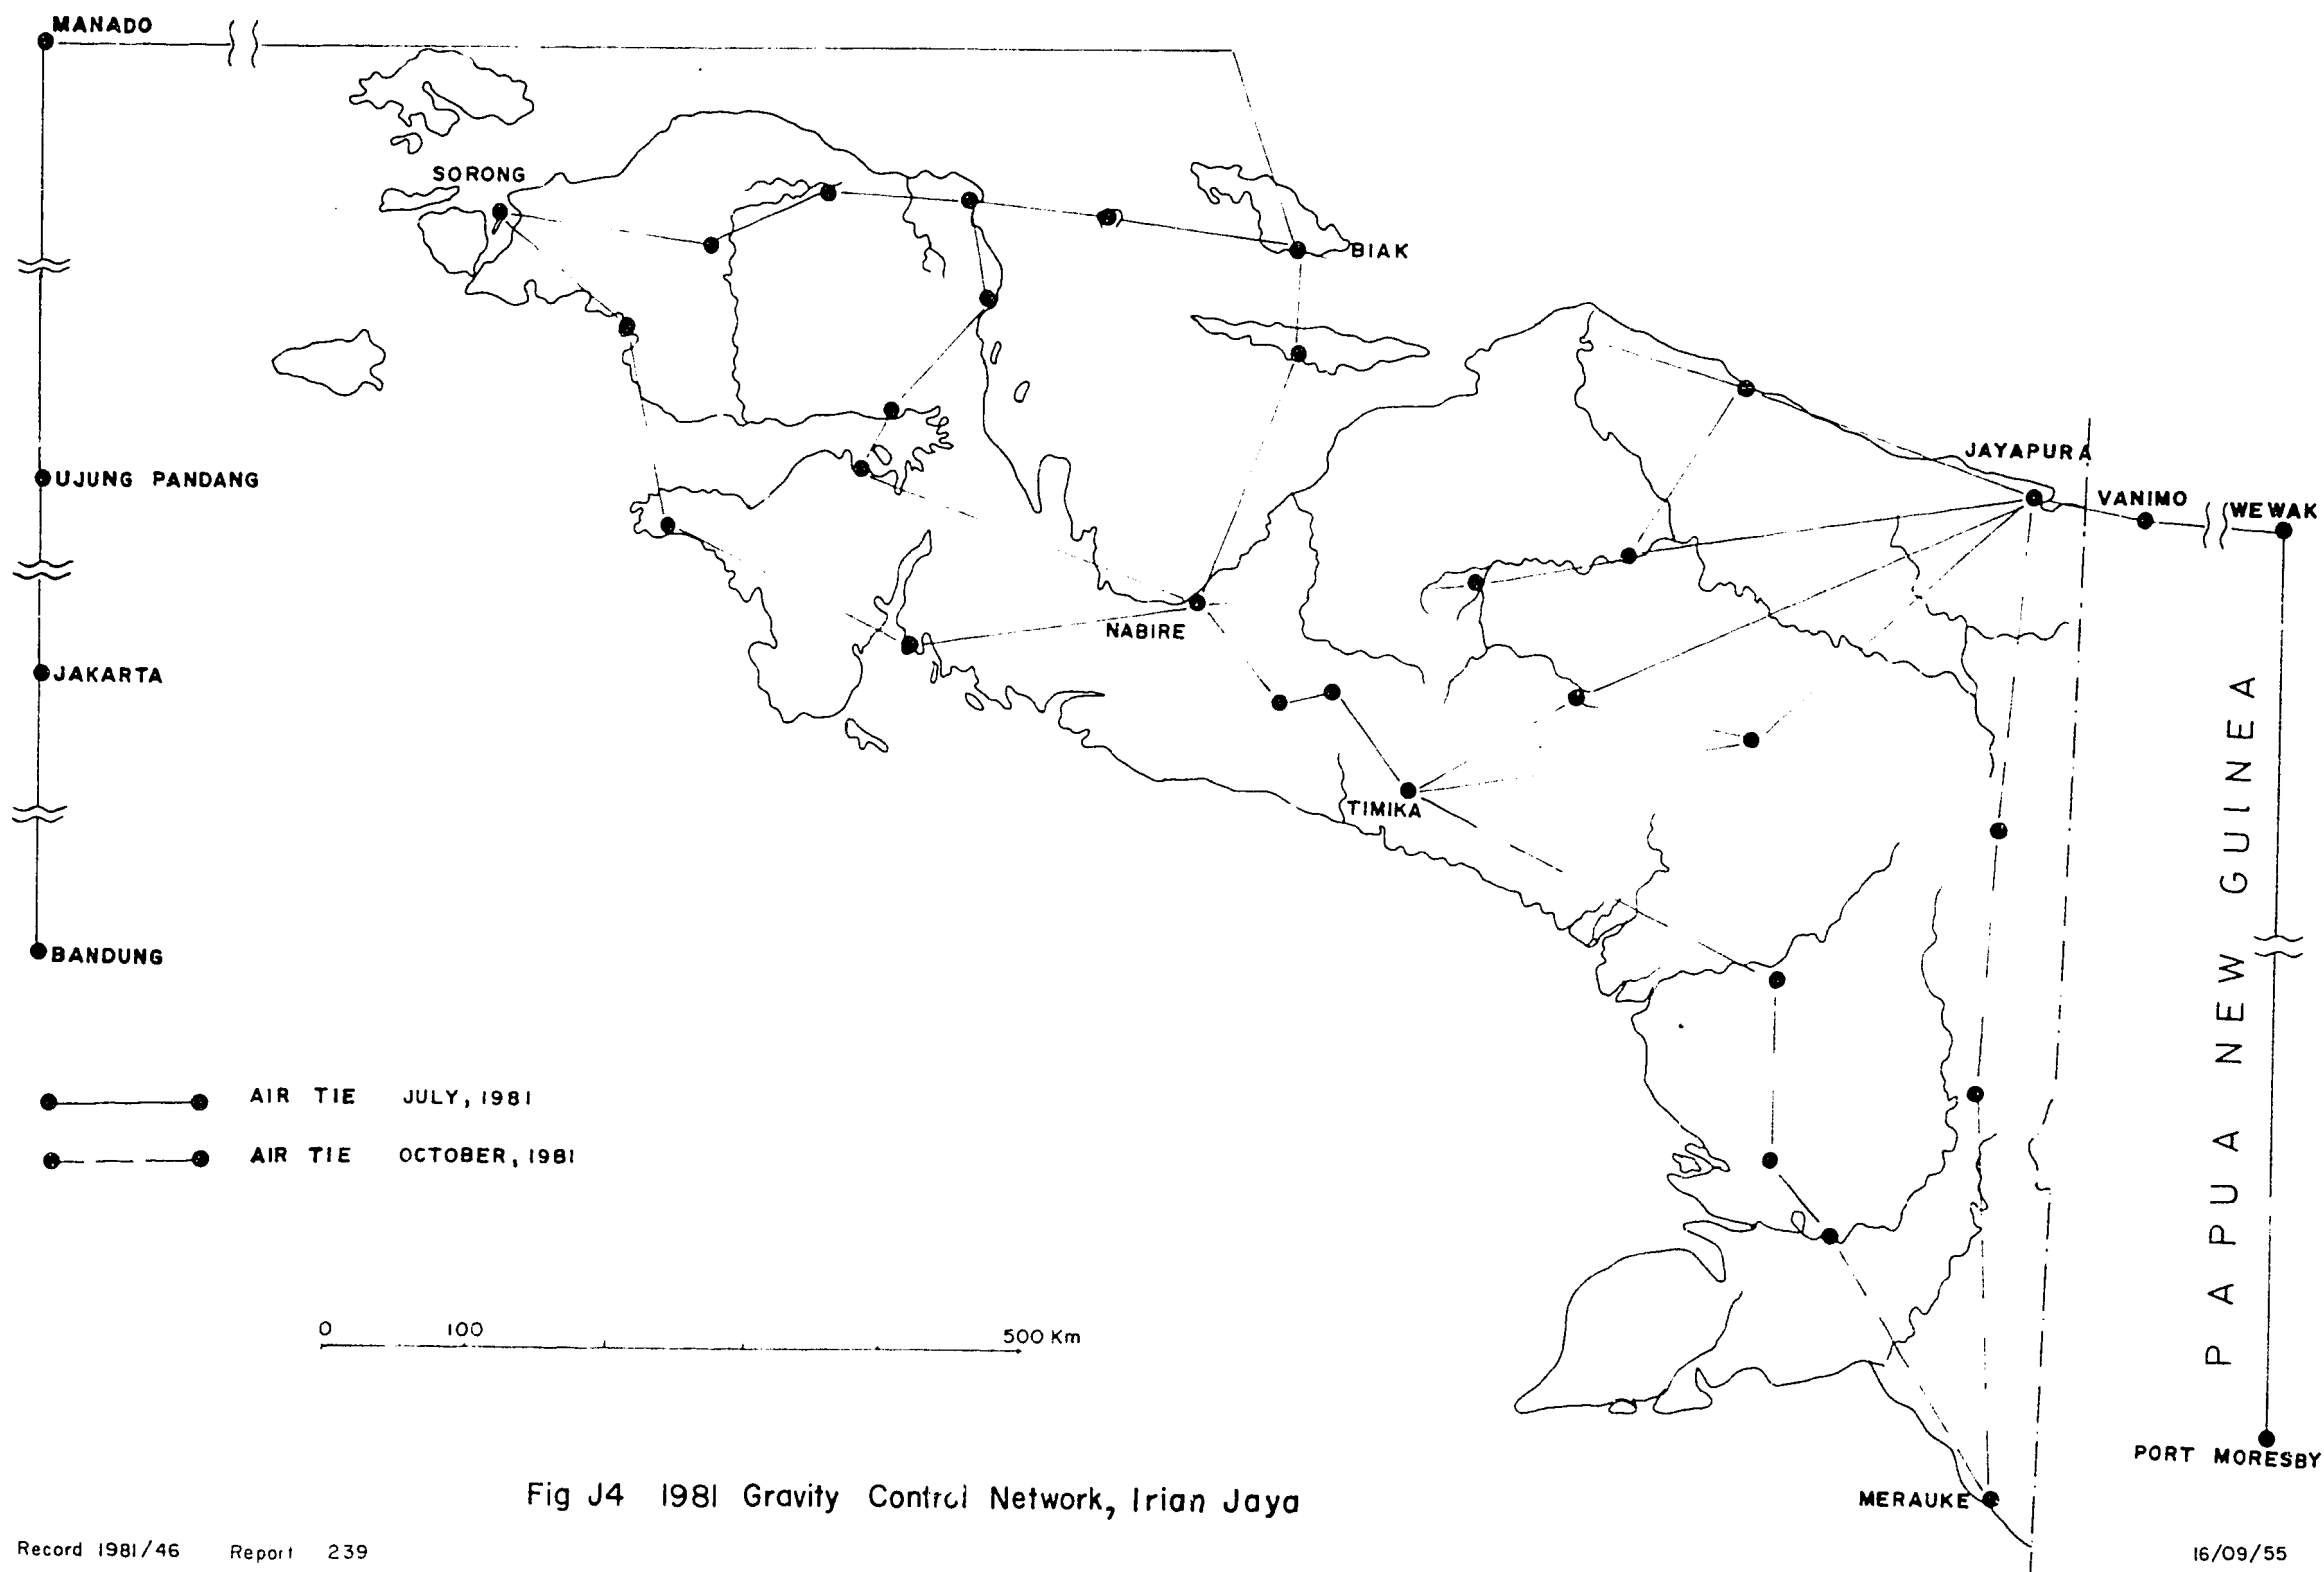 MANADO
SORONG
BIAK
JAYAPURA
UJUNG PANDANG
VANIMO
WEWAK
NABIRE
JAKARTA
TIMIKA
PAPUA NEW GUINEA
BANDUNG
AIR TIE JULY, 1981
AIR TIE OCTOBER, 1981
0 100 500 Km
PORT MORESBY
MERAUKE
Fig J4 1981 Gravity Control Network, Irian Jaya
Record 1981/46 Report 239
16/09/55